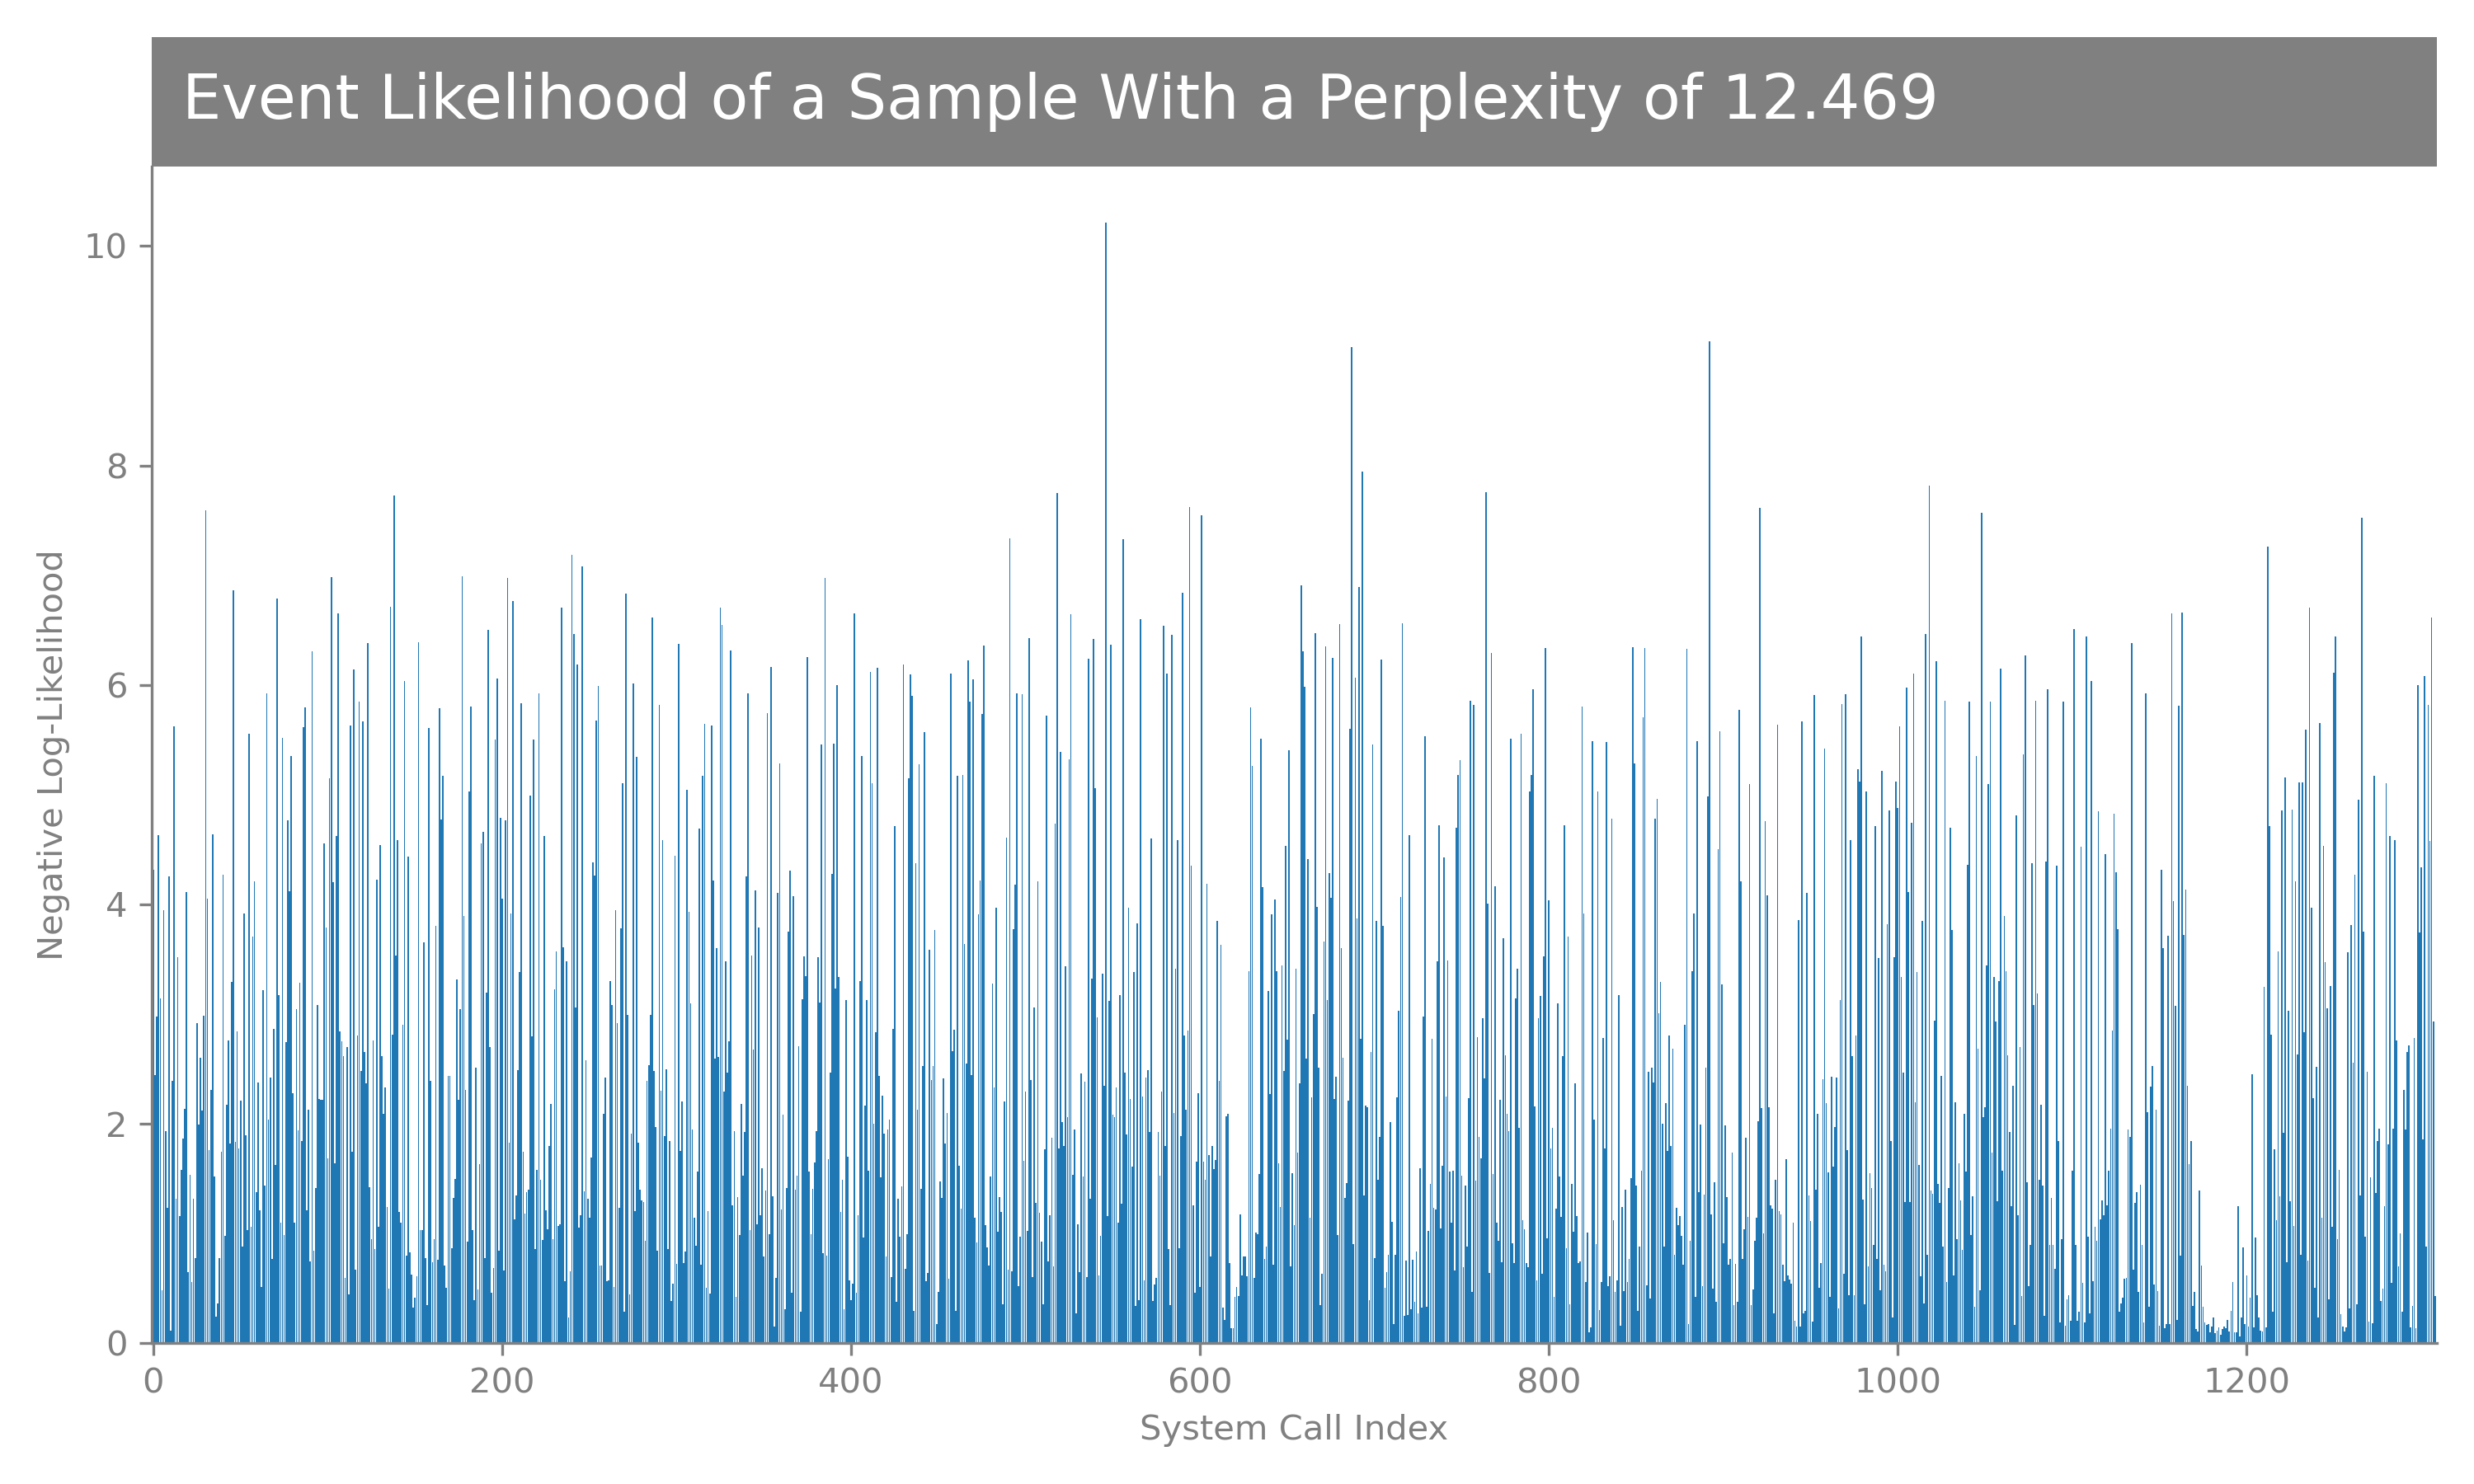 Event Likelihood of a Sample With a Perplexity of 12.469
10
8
6
4
2
0
Negative Log-Likelihood
0 200 400 600 800 1000 1200
System Call Index